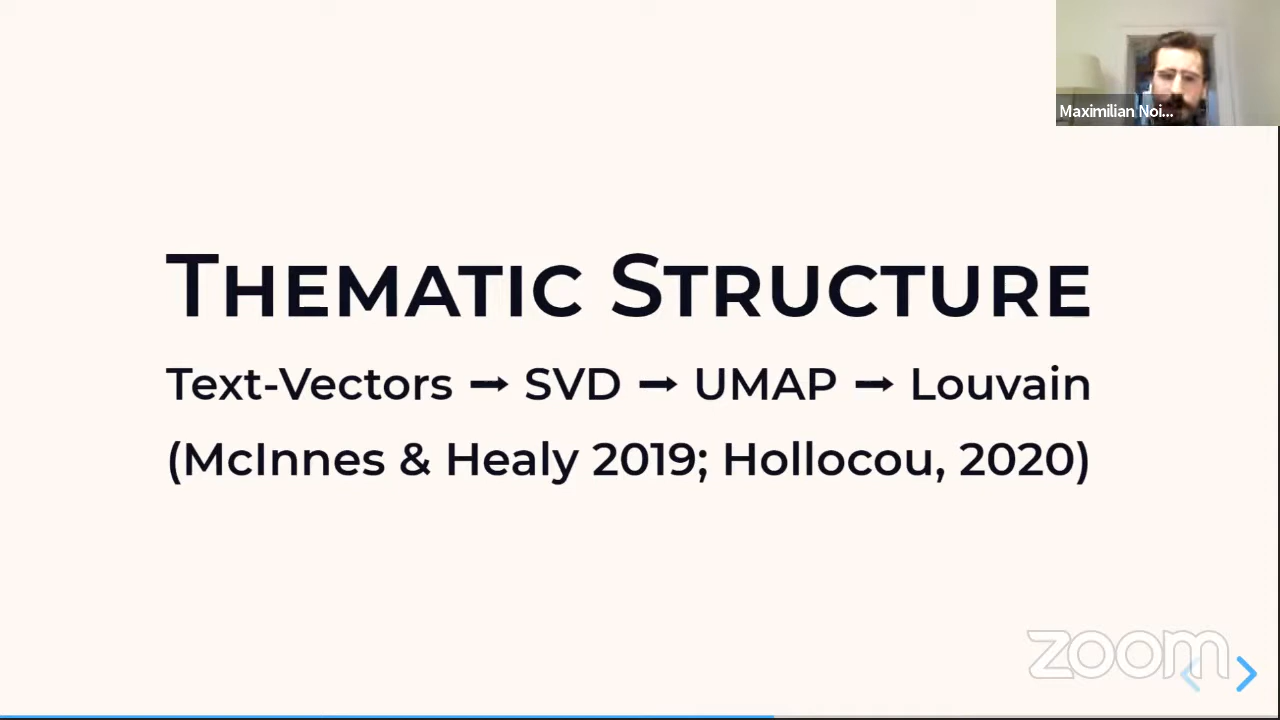 Maximilian Noi...
Thematic Structure
Text-Vectors ➞ SVD ➞ UMAP ➞ Louvain
(McInnes & Healy 2019; Hollocou, 2020)
zoom